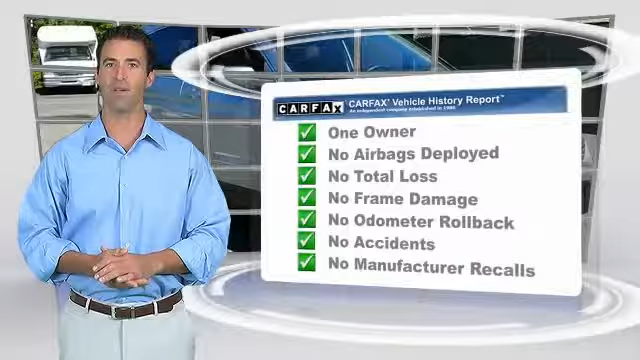 CARFAX
CARFAX® Vehicle History Report™
An independent company established in 1986
One Owner
No Airbags Deployed
No Total Loss
No Frame Damage
No Odometer Rollback
No Accidents
No Manufacturer Recalls